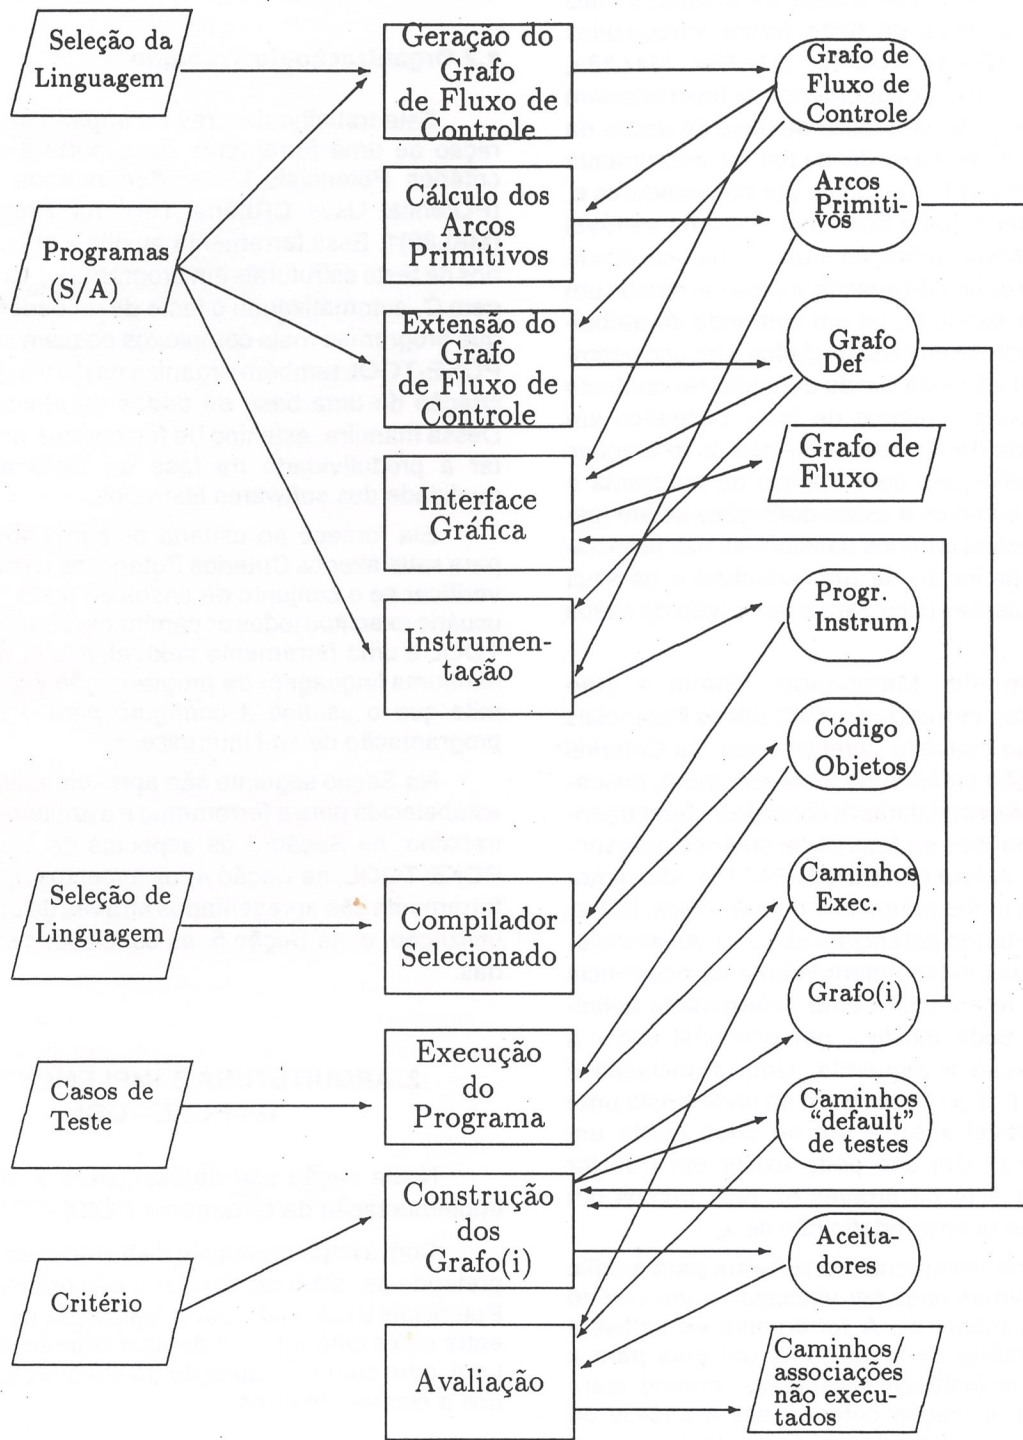 Seleção da
Linguagem
Geração do
Grafo
de Fluxo de
Controle
Grafo de
Fluxo de
Controle
Programas
(S/A)
Cálculo dos
Arcos
Primitivos
Arcos
Primiti-
vos
Extensão do
Grafo
de Fluxo de
Controle
Grafo
Def
Interface
Gráfica
Grafo de
Fluxo
Instrumen-
tação
Progr.
Instrum.
Código
Objetos
Seleção de
Linguagem
Compilador
Selecionado
Caminhos
Exec.
Grafo(i)
Casos de
Teste
Execução
do
Programa
Caminhos
“default”
de testes
Critério
Construção
dos
Grafo(i)
Aceita-
dores
Avaliação
Caminhos/
associações
não execu-
tados